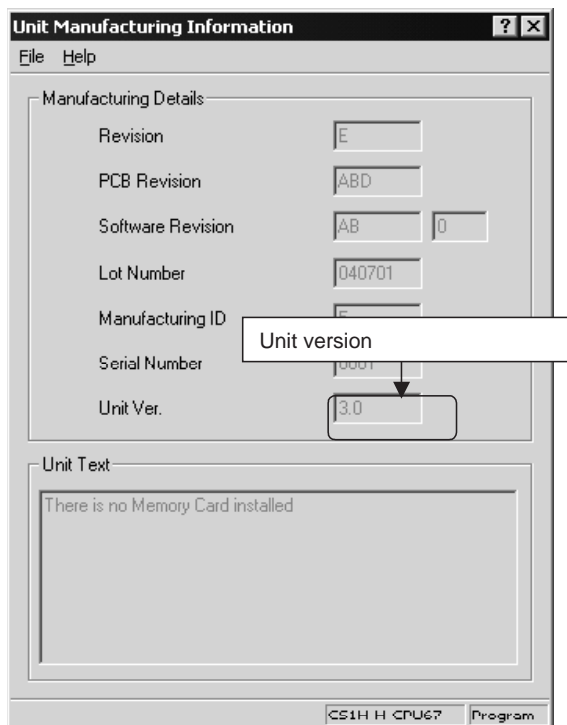 Unit Manufacturing Information
File Help
Manufacturing Details
Revision E
PCB Revision ABD
Software Revision AB 0
Lot Number 040701
Manufacturing ID
Unit version
Serial Number 0001
Unit Ver. 3.0
Unit Text
There is no Memory Card installed
CS1H-H CPU67 Program